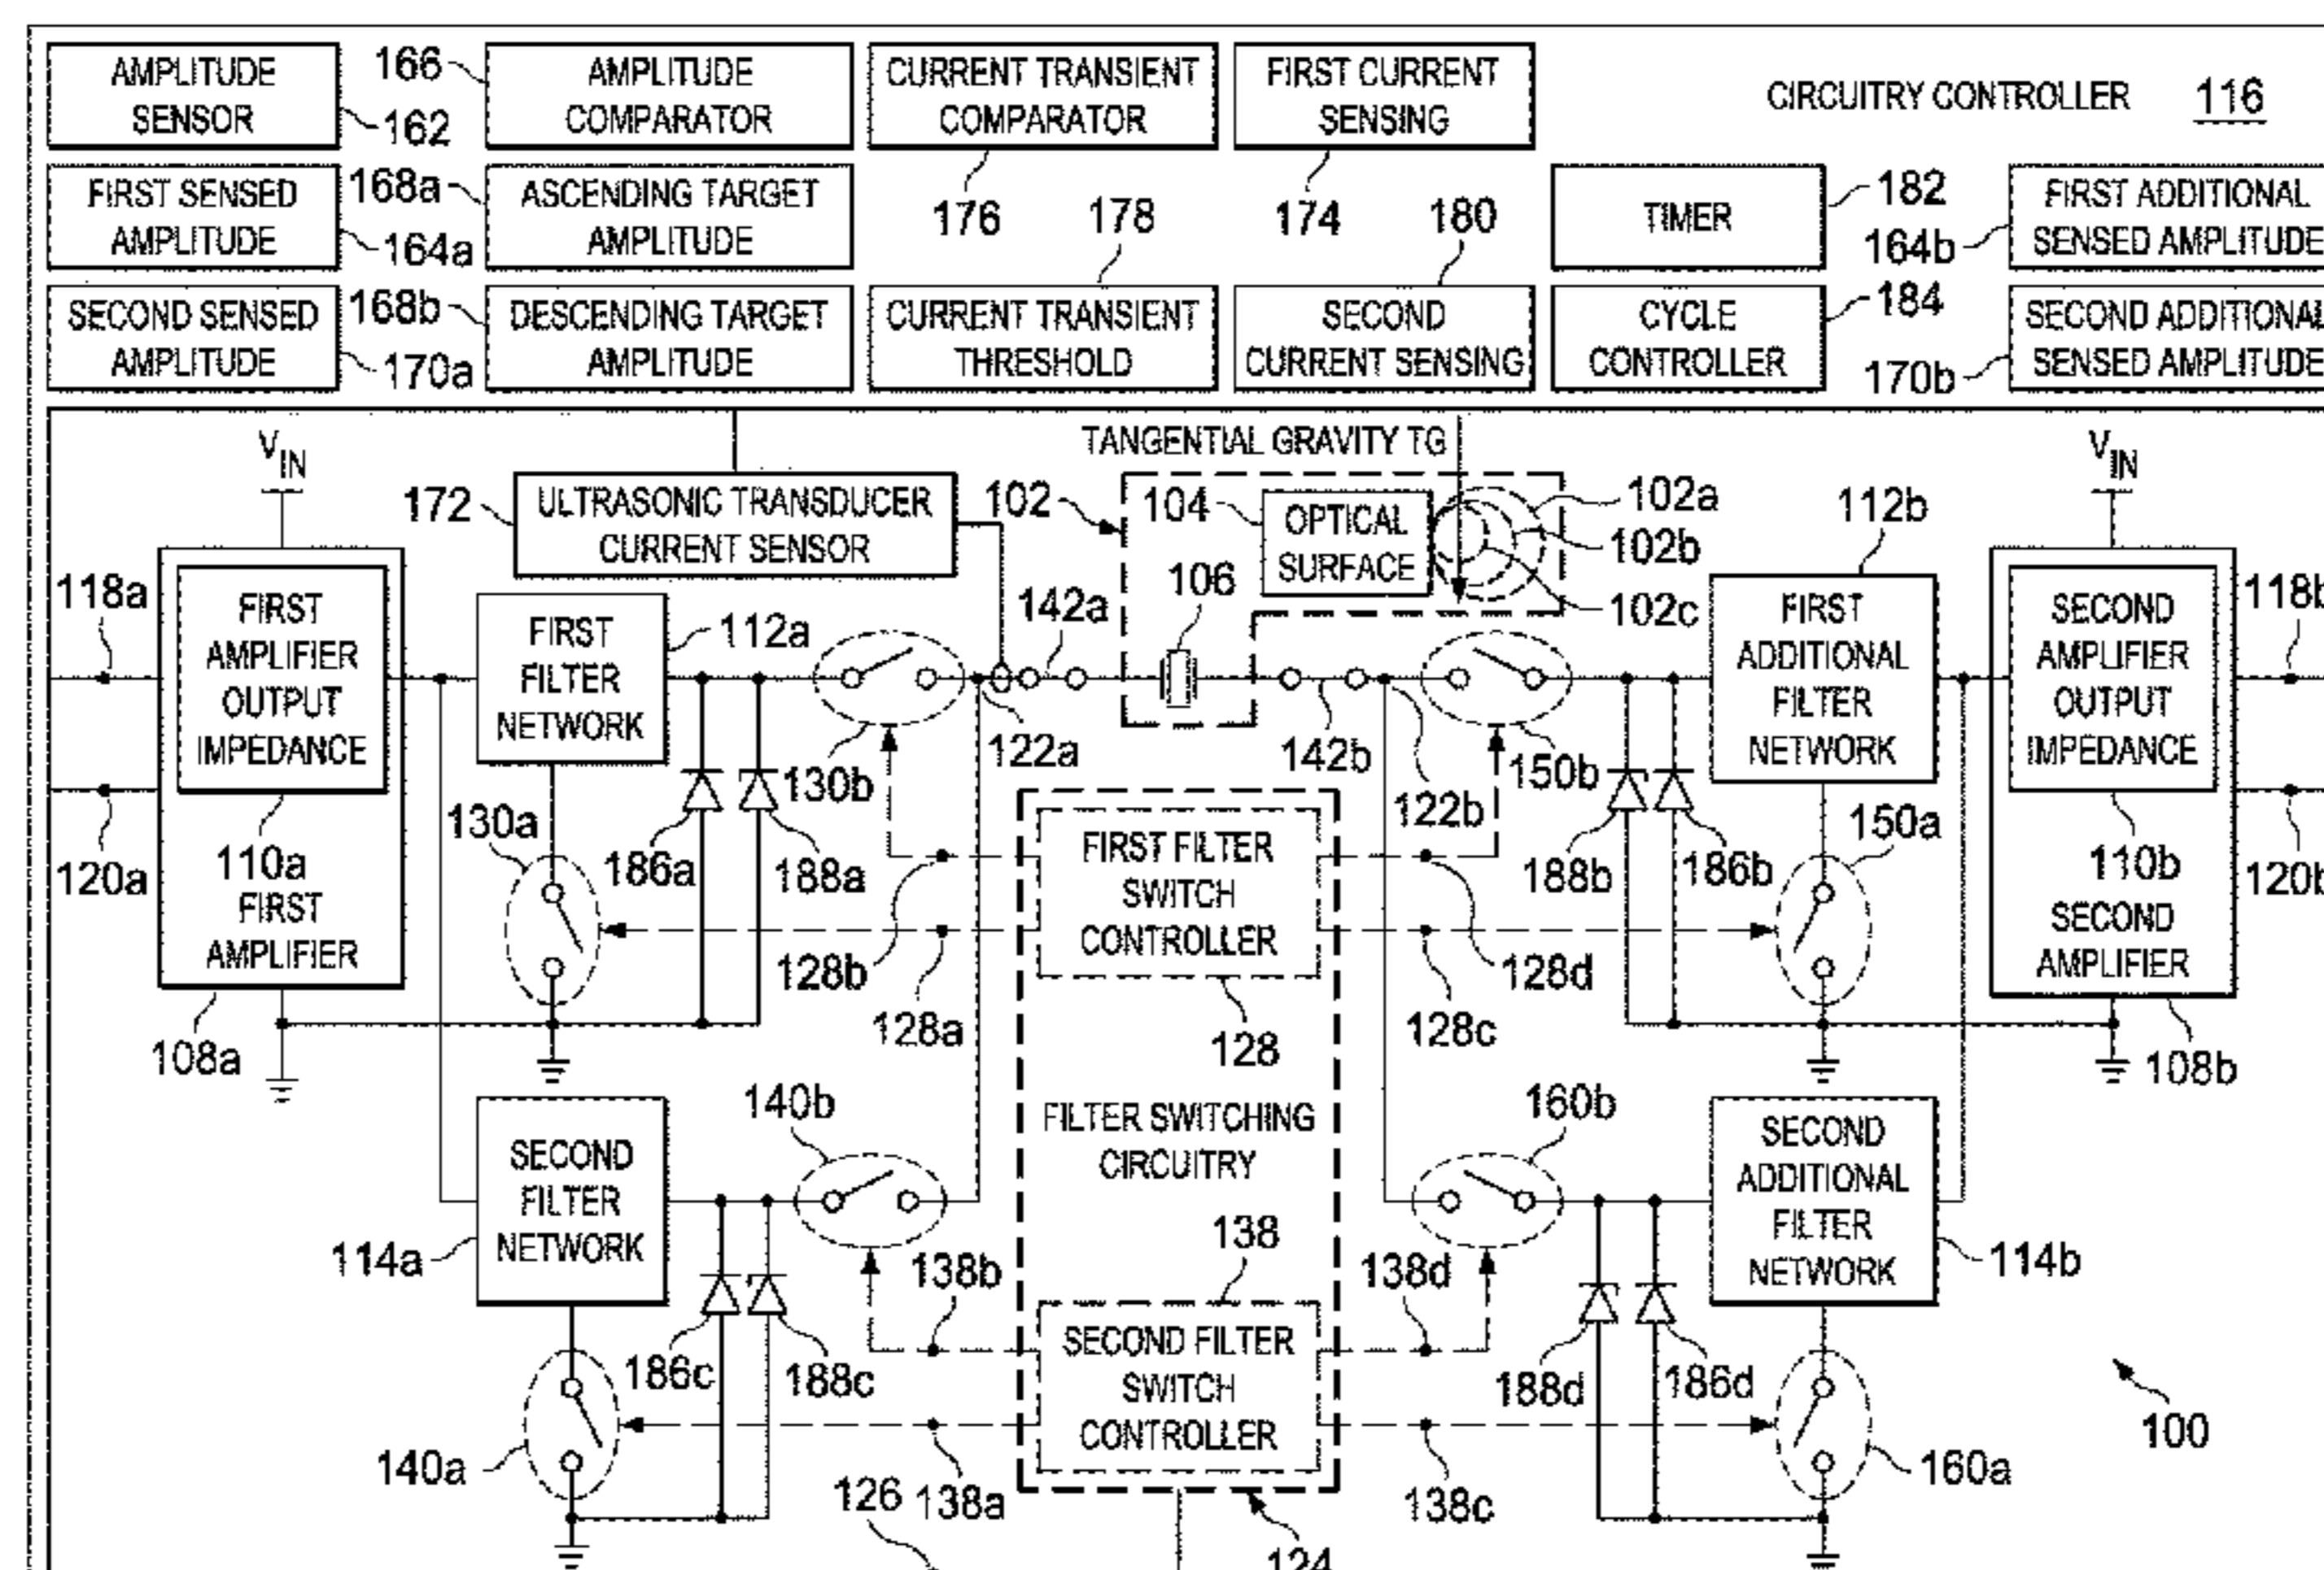 AMPLITUDE
SENSOR
162
166
AMPLITUDE
COMPARATOR
CURRENT TRANSIENT
COMPARATOR
176
FIRST CURRENT
SENSING
174
CIRCUITRY CONTROLLER 116
FIRST SENSED
AMPLITUDE
164a
168a
ASCENDING TARGET
AMPLITUDE
178
180
TIMER
182
164b
FIRST ADDITIONAL
SENSED AMPLITUDE
SECOND SENSED
AMPLITUDE
170a
168b
DESCENDING TARGET
AMPLITUDE
CURRENT TRANSIENT
THRESHOLD
SECOND
CURRENT SENSING
CYCLE
CONTROLLER
184
170b
SECOND ADDITIONAL
SENSED AMPLITUDE
VIN
172
ULTRASONIC TRANSDUCER
CURRENT SENSOR
TANGENTIAL GRAVITY TG
102
104
OPTICAL
SURFACE
102a
102b
102c
106
112b
VIN
118a
120a
FIRST
AMPLIFIER
OUTPUT
IMPEDANCE
110a
FIRST
AMPLIFIER
108a
FIRST
FILTER
NETWORK
112a
130a
130b
186a
188a
122a
142a
142b
122b
150b
188b
186b
FIRST
ADDITIONAL
FILTER
NETWORK
150a
SECOND
AMPLIFIER
OUTPUT
IMPEDANCE
110b
SECOND
AMPLIFIER
108b
118b
120b
FIRST FILTER
SWITCH
CONTROLLER
128
128b
128a
128d
128c
FILTER SWITCHING
CIRCUITRY
SECOND
FILTER
NETWORK
114a
140b
140a
186c
188c
138b
138a
138
SECOND FILTER
SWITCH
CONTROLLER
138d
138c
160b
188d
186d
SECOND
ADDITIONAL
FILTER
NETWORK
114b
160a
100
126
124